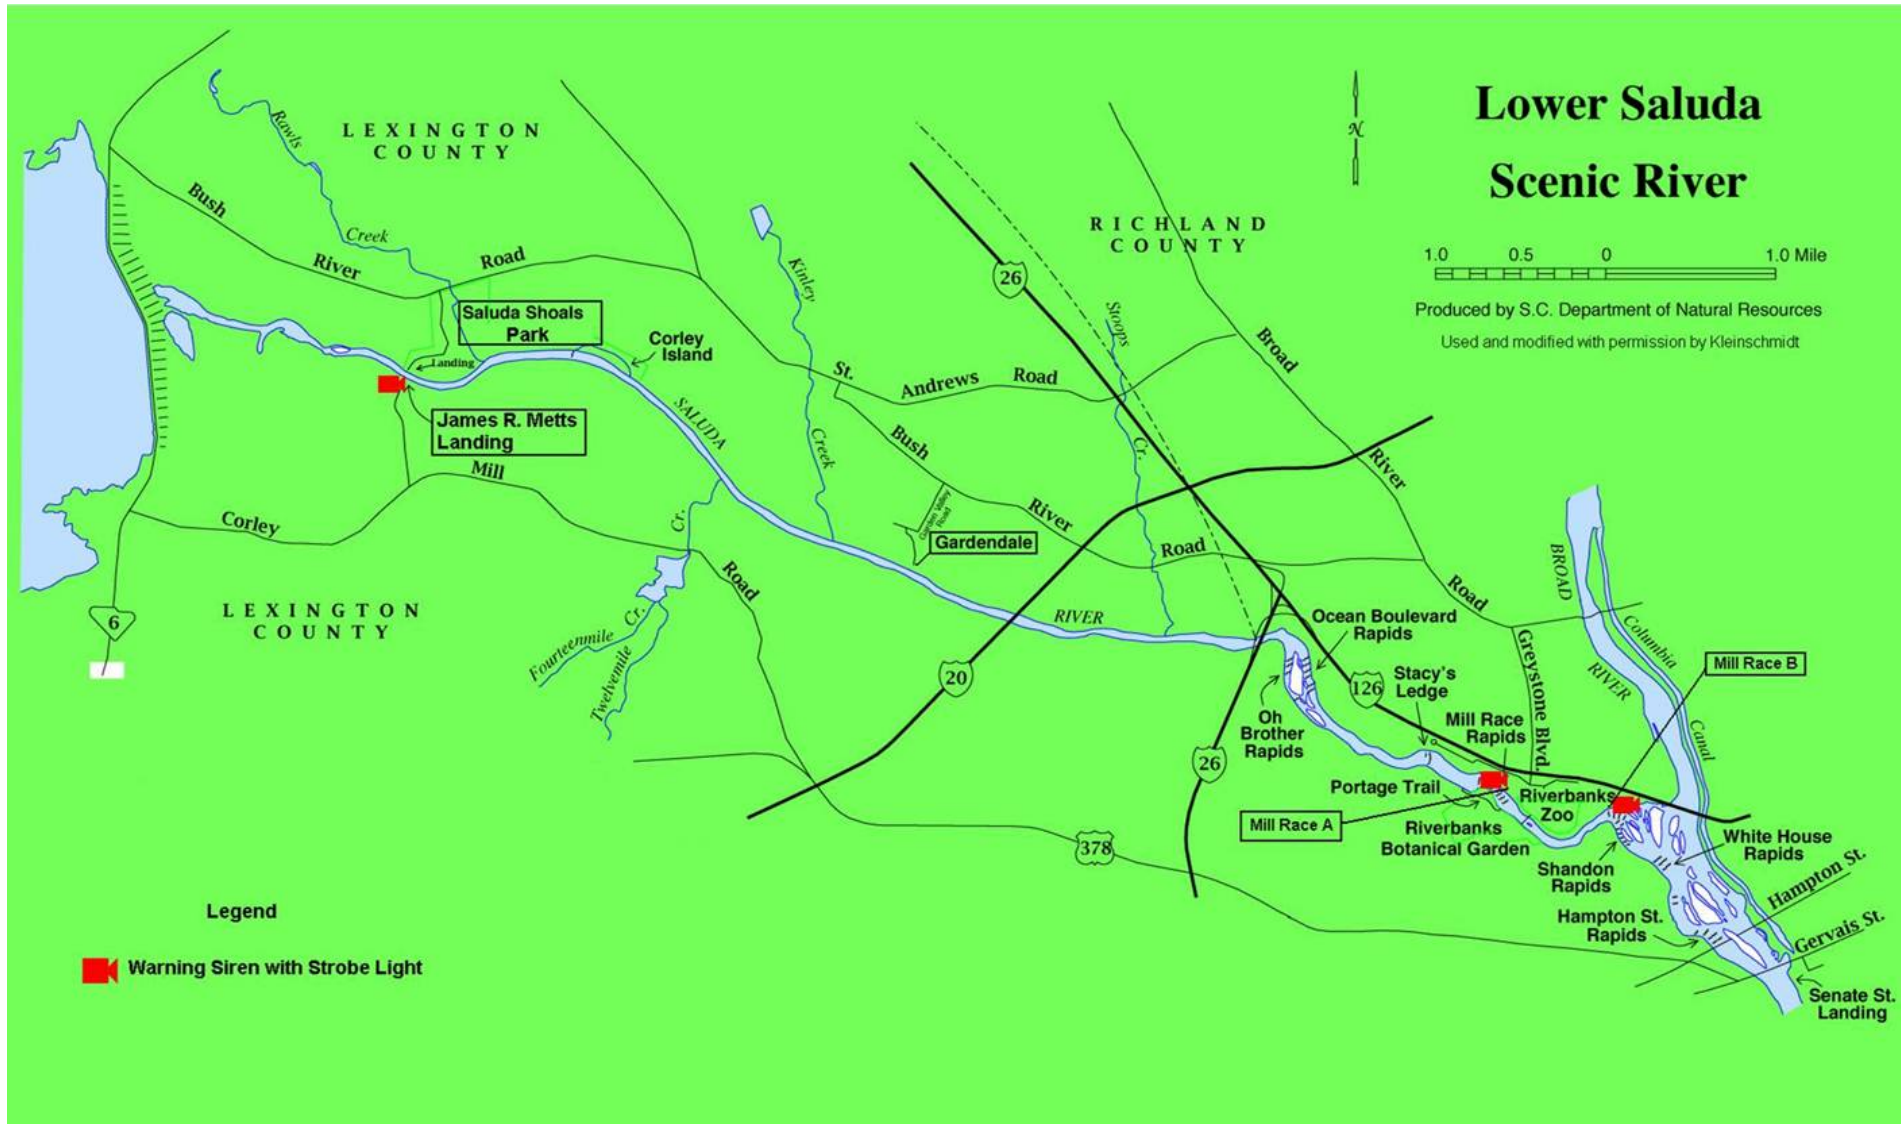 Lower Saluda
Scenic River
N
1.0 0.5 0 1.0 Mile
Produced by S.C. Department of Natural Resources
Used and modified with permission by Kleinschmidt
LEXINGTON
COUNTY
Rawls
Creek
Bush
River
Road
Saluda Shoals
Park
Corley
Island
Landing
James R. Metts
Landing
SALUDA
Mill
Corley
Road
LEXINGTON
COUNTY
6
Cr.
Fourteenmile
Cr.
Twelvemile
Kinley
Creek
St.
Andrews
Road
Bush
River
Road
Garden Valley
Road
Gardendale
RIVER
RICHLAND
COUNTY
26
Stoops
Cr.
Broad
River
Road
20
26
126
378
Ocean Boulevard
Rapids
Oh
Brother
Rapids
Stacy's
Ledge
Mill Race
Rapids
Greystone Blvd.
Portage Trail
Mill Race A
Riverbanks
Botanical Garden
Riverbanks
Zoo
BROAD
RIVER
Columbia
Canal
Mill Race B
White House
Rapids
Shandon
Rapids
Hampton St.
Rapids
Hampton St.
Gervais St.
Senate St.
Landing
Legend
Warning Siren with Strobe Light